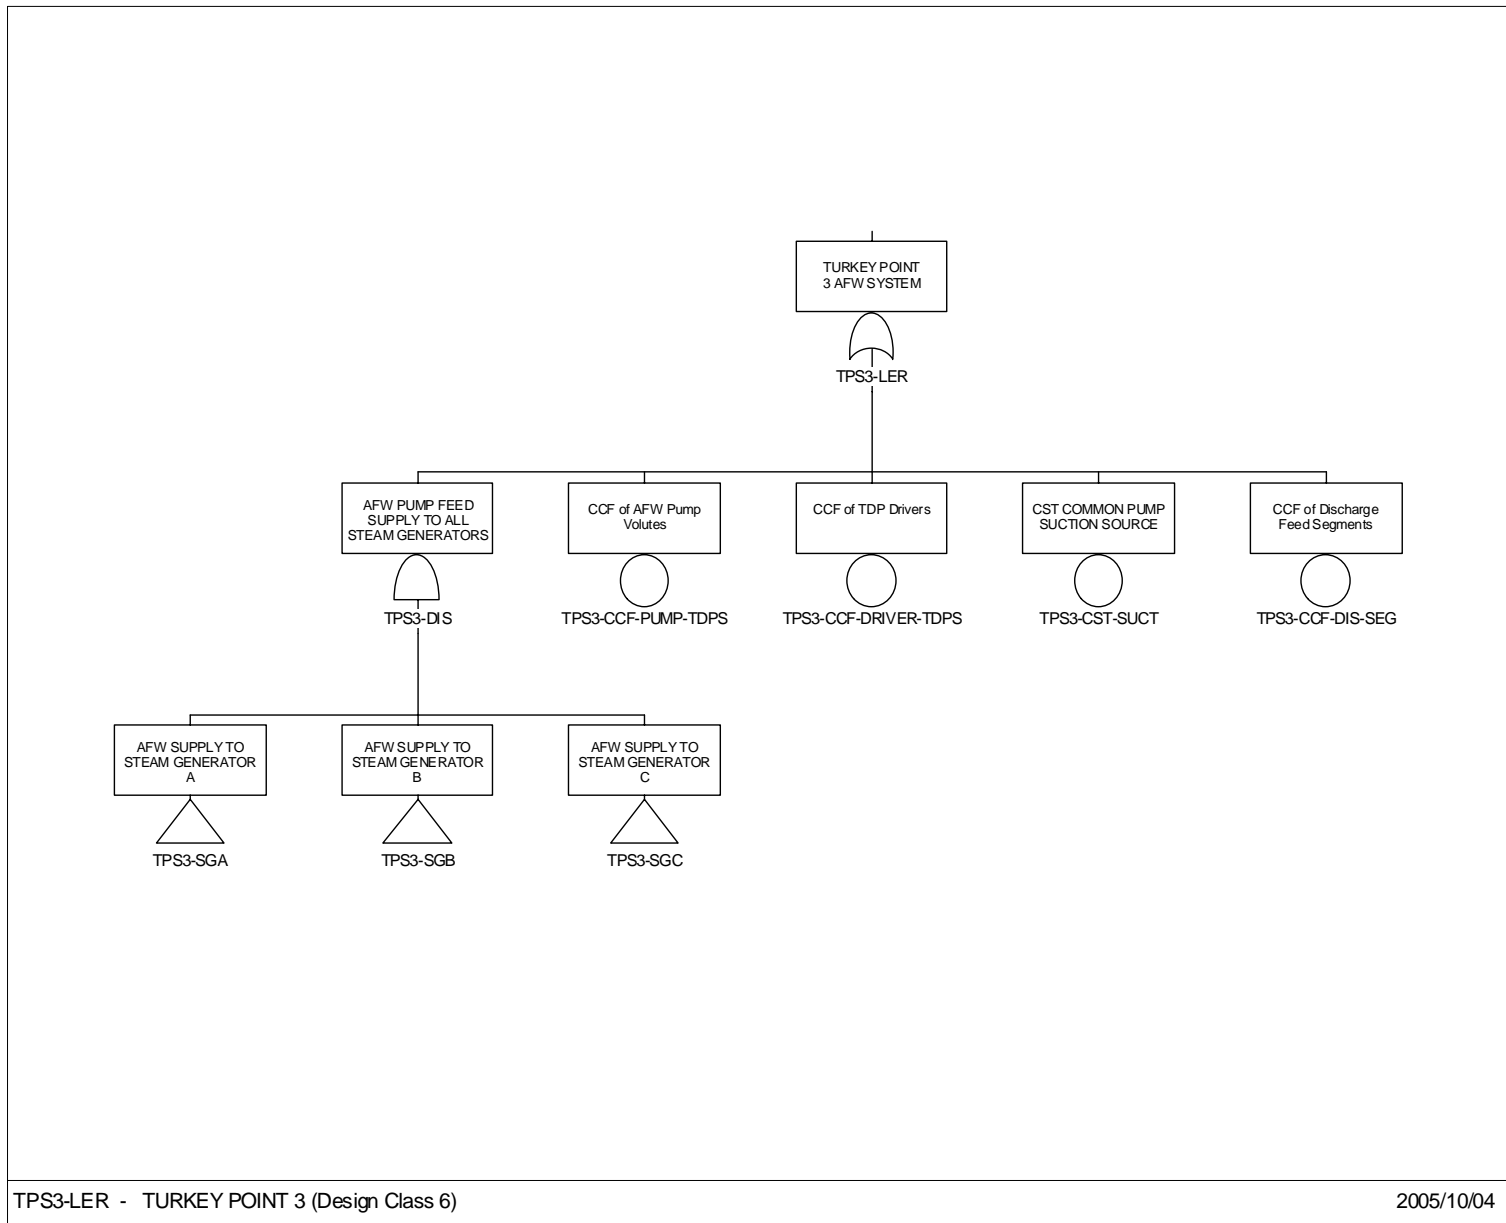 TURKEY POINT
3 AFW SYSTEM
TPS3-LER
AFW PUMP FEED
SUPPLY TO ALL
STEAM GENERATORS
TPS3-DIS
CCF of AFW Pump
Volutes
TPS3-CCF-PUMP-TDPS
CCF of TDP Drivers
TPS3-CCF-DRIVER-TDPS
CST COMMON PUMP
SUCTION SOURCE
TPS3-CST-SUCT
CCF of Discharge
Feed Segments
TPS3-CCF-DIS-SEG
AFW SUPPLY TO
STEAM GENERATOR
A
TPS3-SGA
AFW SUPPLY TO
STEAM GENERATOR
B
TPS3-SGB
AFW SUPPLY TO
STEAM GENERATOR
C
TPS3-SGC
TPS3-LER - TURKEY POINT 3 (Design Class 6)
2005/10/04